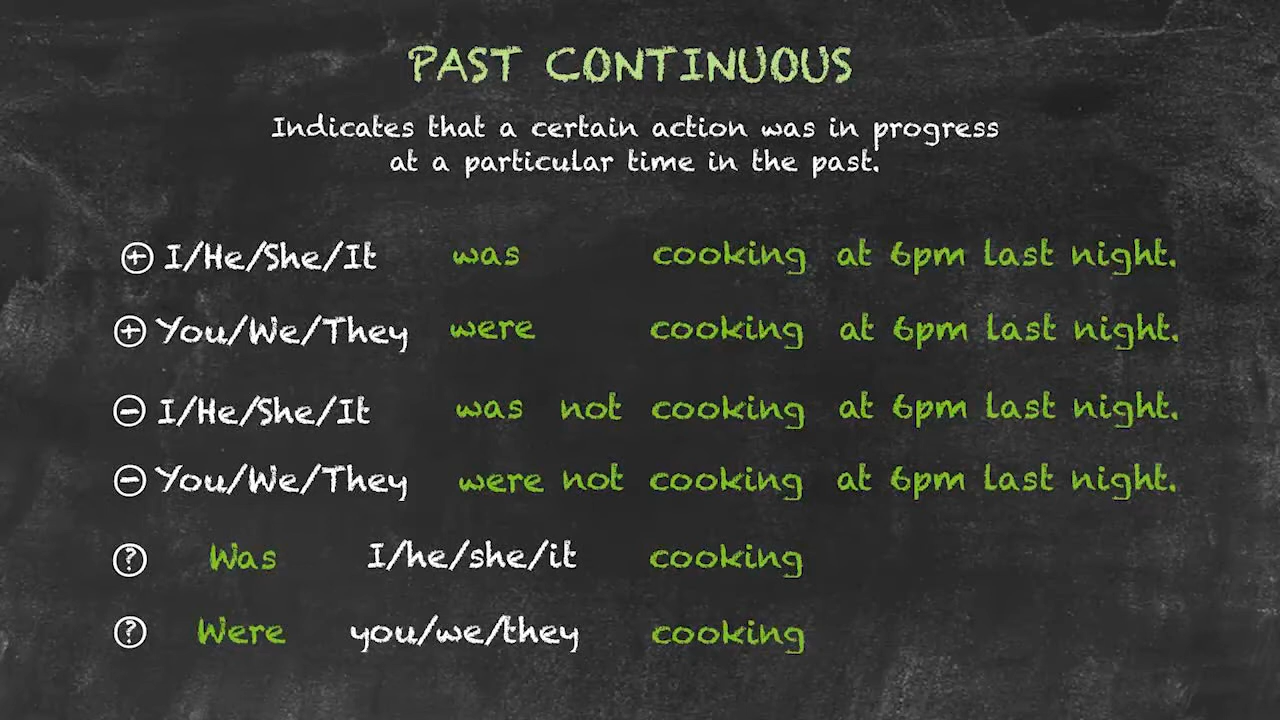 PAST CONTINUOUS
Indicates that a certain action was in progress
at a particular time in the past.
+ I/He/She/It was cooking at 6pm last night.
+ You/We/They were cooking at 6pm last night.
− I/He/She/It was not cooking at 6pm last night.
− You/We/They were not cooking at 6pm last night.
? Was I/he/she/it cooking
? Were you/we/they cooking